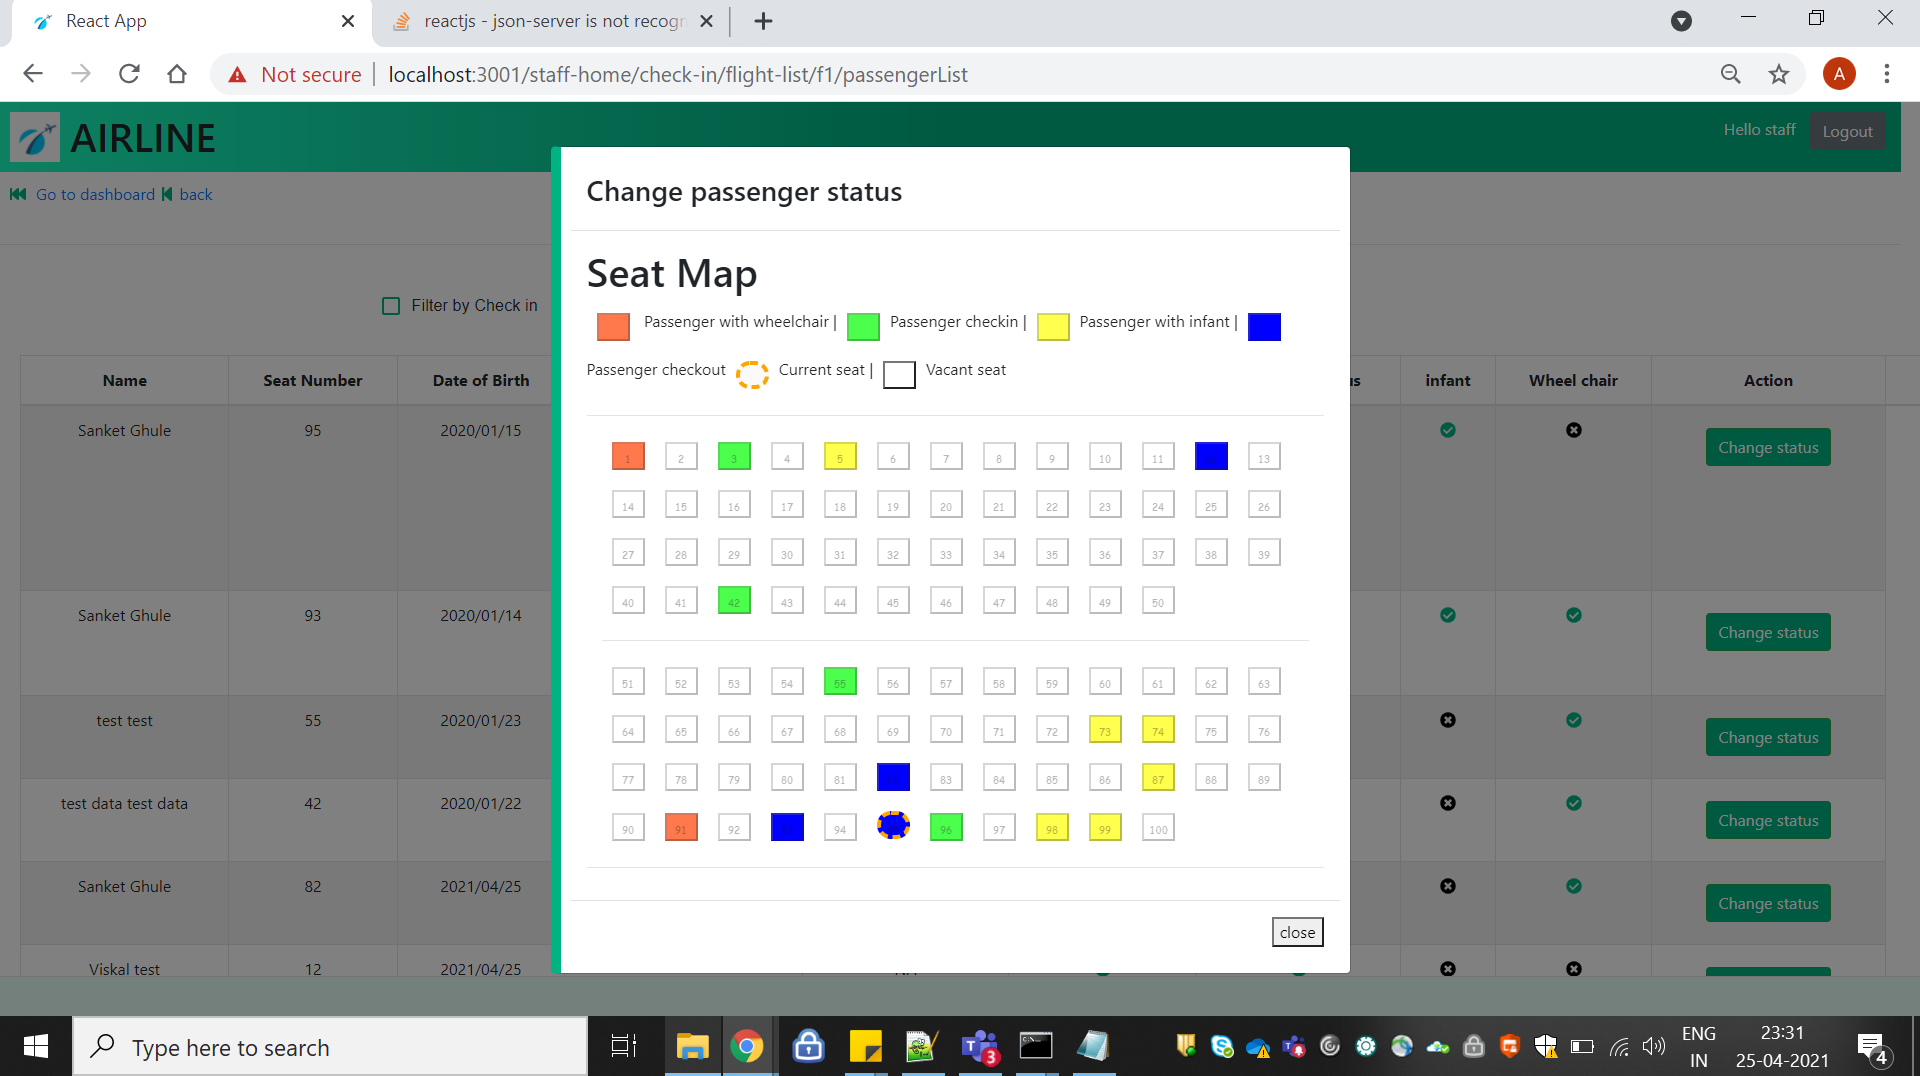 React App
reactjs - json-server is not recogn
Not secure
localhost:3001/staff-home/check-in/flight-list/f1/passengerList
A
AIRLINE
Hello staff
Logout
Go to dashboard
back
Change passenger status
Seat Map
Passenger with wheelchair |
Passenger checkin |
Passenger with infant |
Passenger checkout
Current seat |
Vacant seat
Filter by Check in
Name Seat Number Date of Birth us infant Wheel chair Action
Sanket Ghule 95 2020/01/15 Change status
Sanket Ghule 93 2020/01/14 Change status
test test 55 2020/01/23 Change status
test data test data 42 2020/01/22 Change status
Sanket Ghule 82 2021/04/25 Change status
Viskal test 12 2021/04/25
1 2 3 4 5 6 7 8 9 10 11 13
14 15 16 17 18 19 20 21 22 23 24 25 26
27 28 29 30 31 32 33 34 35 36 37 38 39
40 41 42 43 44 45 46 47 48 49 50
51 52 53 54 55 56 57 58 59 60 61 62 63
64 65 66 67 68 69 70 71 72 73 74 75 76
77 78 79 80 81 83 84 85 86 87 88 89
90 91 92 94 96 97 98 99 100
close
Type here to search
3
ENG
IN
23:31
25-04-2021
4